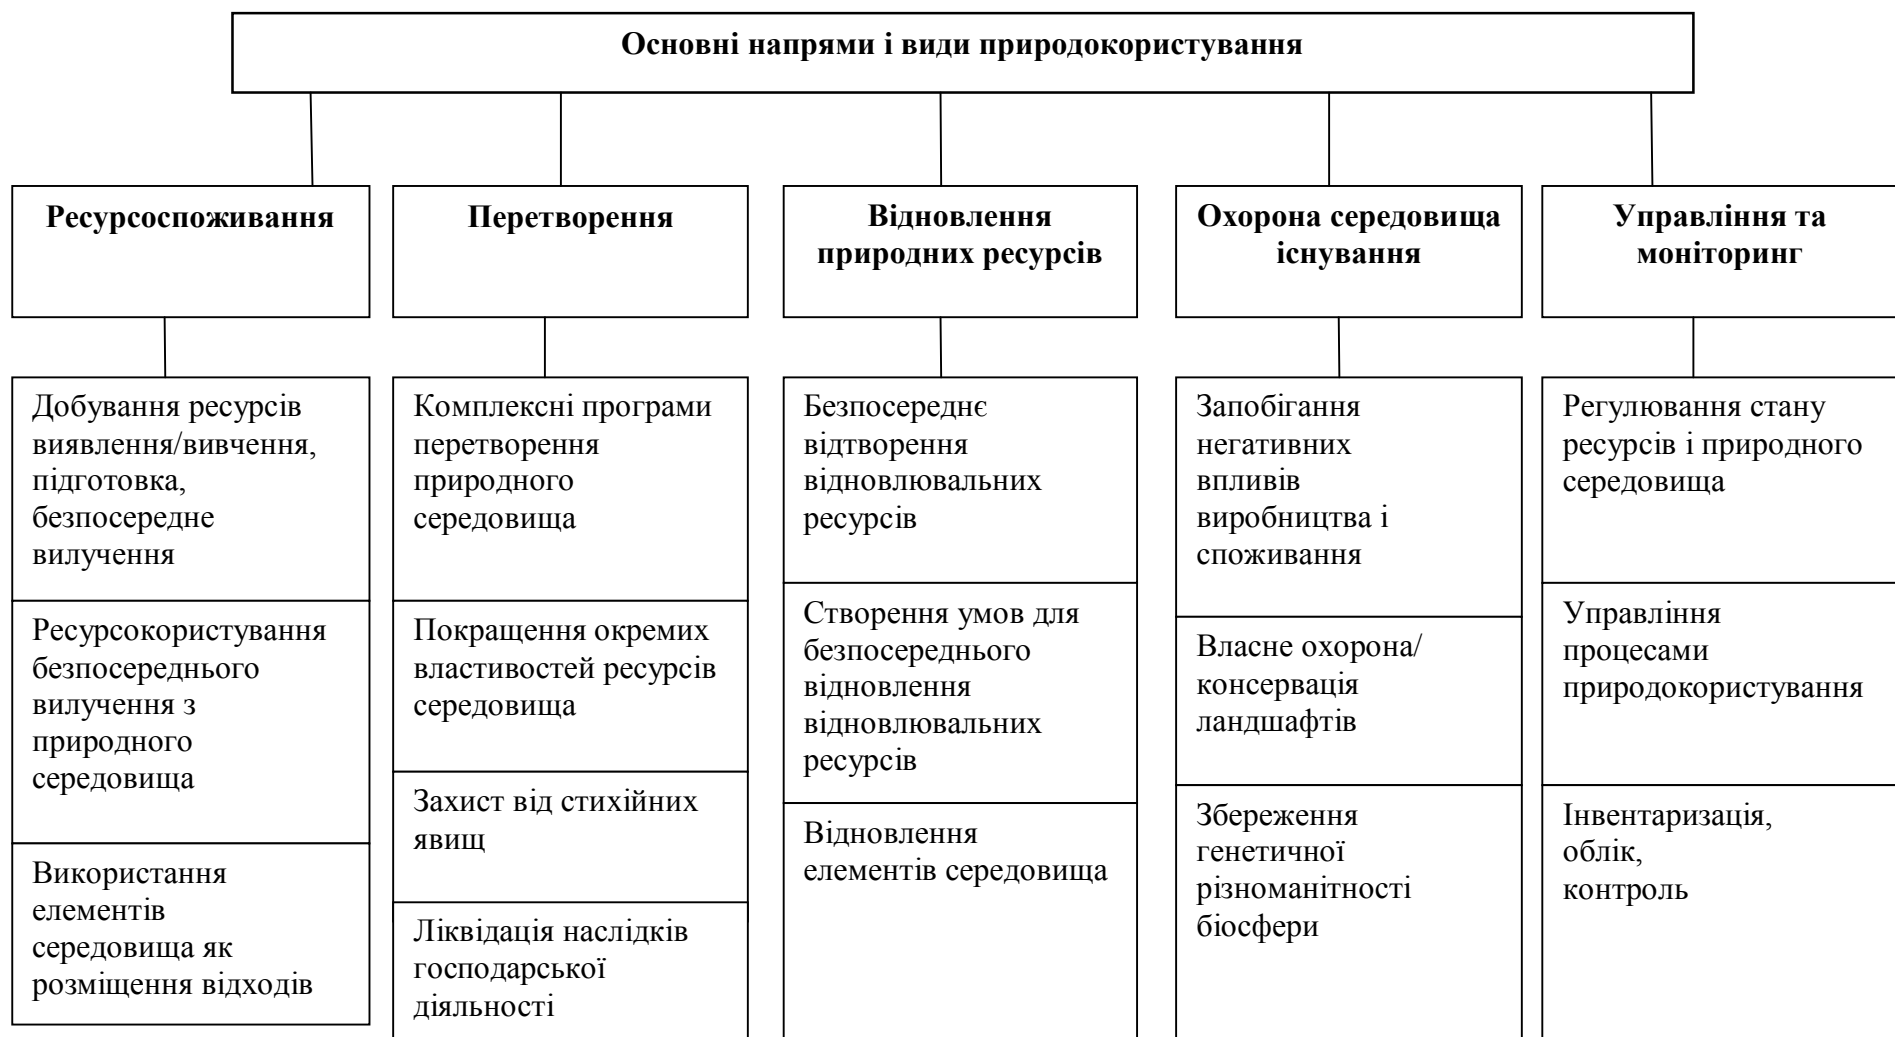 Основні напрями і види природокористування
Ресурсоспоживання
Перетворення
Відновлення
природних ресурсів
Охорона середовища
існування
Управління та
моніторинг
Добування ресурсів
виявлення/вивчення,
підготовка,
безпосередне
вилучення
Ресурсокористування
безпосереднього
вилучення з
природного
середовища
Використання
елементів
середовища як
розміщення відходів
Комплексні програми
перетворення
природного
середовища
Покращення окремих
властивостей ресурсів
середовища
Захист від стихійних
явищ
Ліквідація наслідків
господарської
діяльності
Безпосереднє
відтворення
відновлювальних
ресурсів
Створення умов для
безпосереднього
відновлення
відновлювальних
ресурсів
Відновлення
елементів середовища
Запобігання
негативних
впливів
виробництва і
споживання
Власне охорона/
консервація
ландшафтів
Збереження
генетичної
різноманітності
біосфери
Регулювання стану
ресурсів і природного
середовища
Управління
процесами
природокористування
Інвентаризація,
облік,
контроль